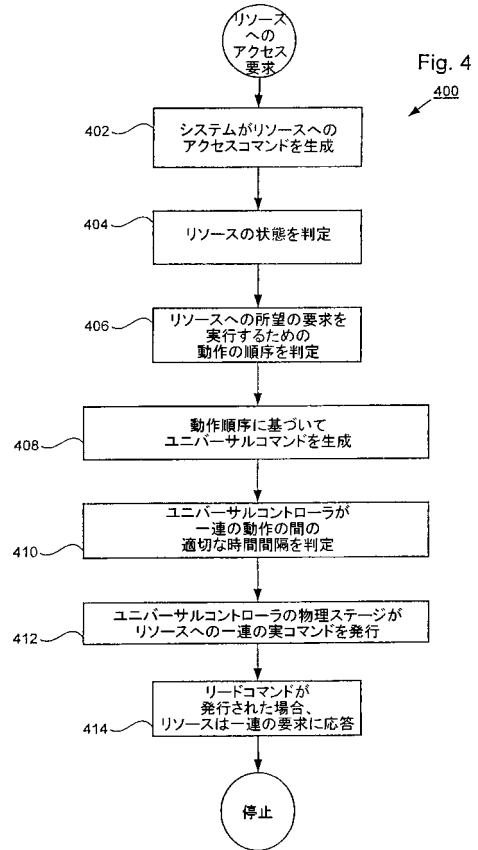 リソース
への
アクセス
要求
Fig. 4
400
402
システムがリソースへの
アクセスコマンドを生成
404
リソースの状態を判定
406
リソースへの所望の要求を
実行するための
動作の順序を判定
408
動作順序に基づいて
ユニバーサルコマンドを生成
410
ユニバーサルコントローラが
一連の動作の間の
適切な時間間隔を判定
412
ユニバーサルコントローラの物理ステージが
リソースへの一連の実コマンドを発行
414
リードコマンドが
発行された場合、
リソースは一連の要求に応答
停止